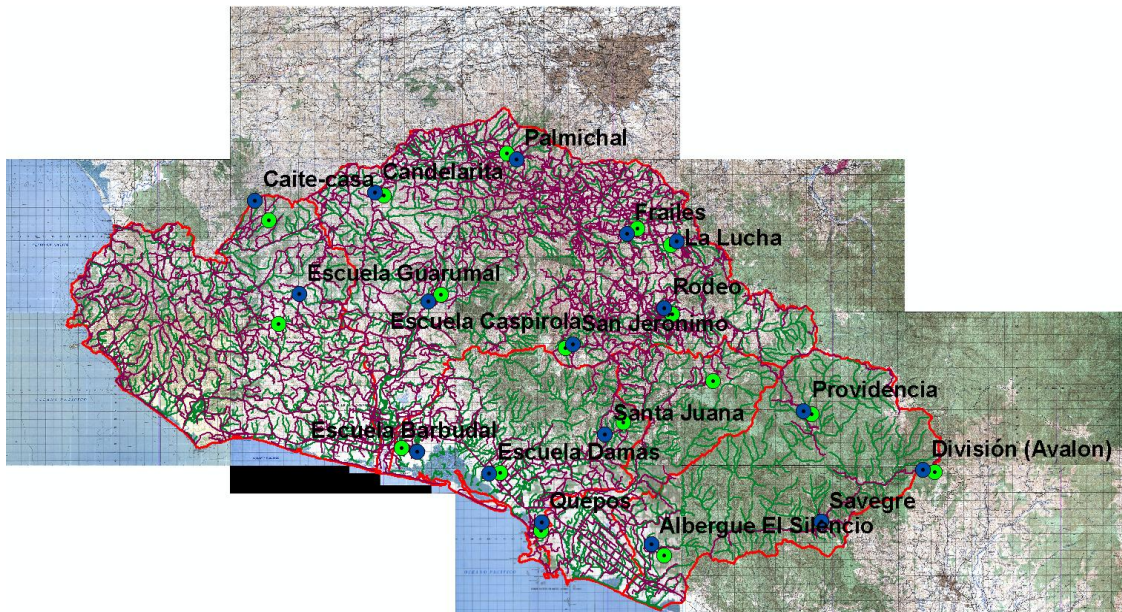 Palmichal
Candelarita
Caite-casa
Frailes
La Lucha
Escuela Guarumal
Rodeo
Escuela Caspirola
San Jerónimo
Providencia
Santa Juana
Escuela Barbudal
Escuela Damas
División (Avalon)
Quepos
Savegre
Albergue El Silencio